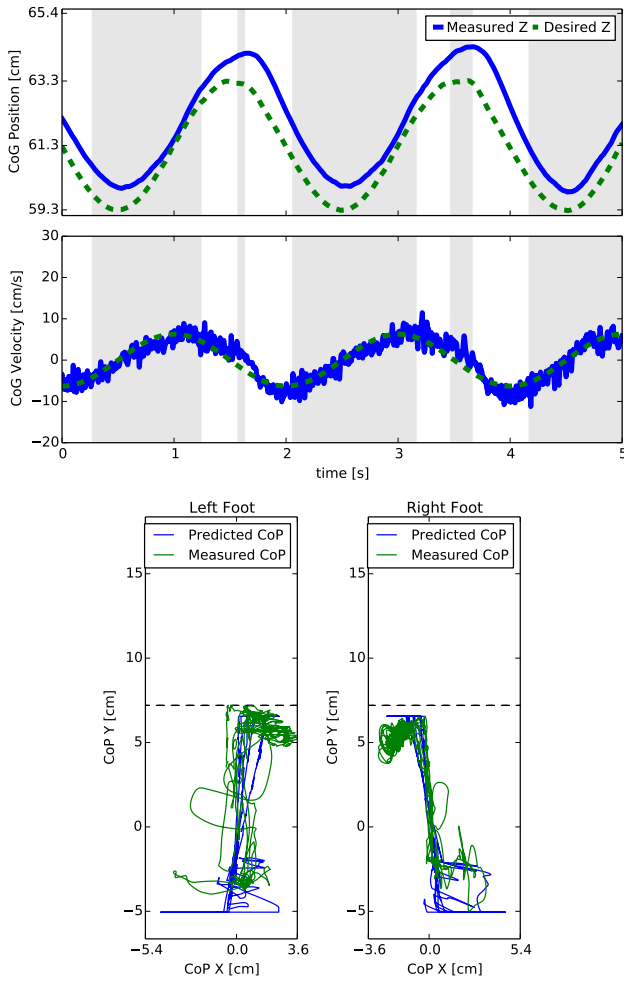 65.4
63.3
61.3
59.3
CoG Position [cm]
Measured Z Desired Z
30
20
10
0
−10
−20
CoG Velocity [cm/s]
0 1 2 3 4 5
time [s]
Left Foot
Predicted CoP
Measured CoP
15
10
5
0
−5
CoP Y [cm]
−5.4 0.0 3.6
CoP X [cm]
Right Foot
Predicted CoP
Measured CoP
15
10
5
0
−5
CoP Y [cm]
−3.6 0.0 5.4
CoP X [cm]